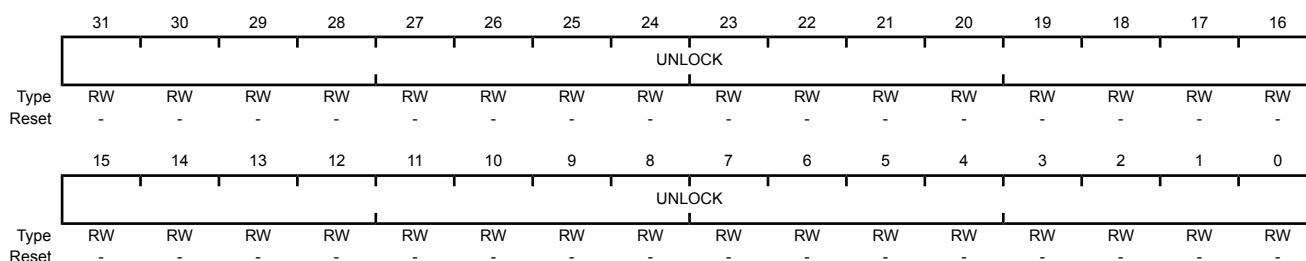 31 30 29 28 27 26 25 24 23 22 21 20 19 18 17 16
UNLOCK
Type RW RW RW RW RW RW RW RW RW RW RW RW RW RW RW RW
Reset - - - - - - - - - - - - - - - -
15 14 13 12 11 10 9 8 7 6 5 4 3 2 1 0
UNLOCK
Type RW RW RW RW RW RW RW RW RW RW RW RW RW RW RW RW
Reset - - - - - - - - - - - - - - - -